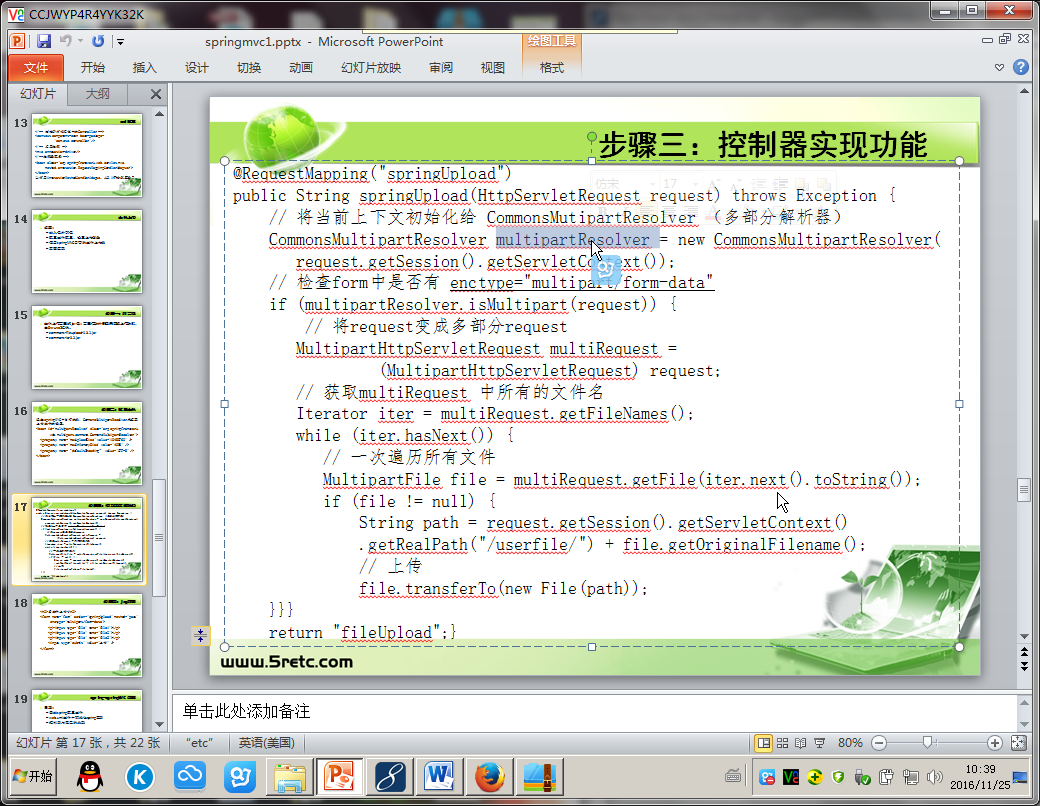 CCJWYP4R4YYK32K
springmvc1.pptx - Microsoft PowerPoint
绘图工具
文件 开始 插入 设计 切换 动画 幻灯片放映 审阅 视图 格式
幻灯片 大纲
13
14
15
16
17
18
19
步骤三：控制器实现功能
@RequestMapping("springUpload")
public String springUpload(HttpServletRequest request) throws Exception {
// 将当前上下文初始化给 CommonsMutipartResolver （多部分解析器）
CommonsMultipartResolver multipartResolver = new CommonsMultipartResolver(
request.getSession().getServletContext());
// 检查form中是否有 enctype="multipart/form-data"
if (multipartResolver.isMultipart(request)) {
// 将request变成多部分request
MultipartHttpServletRequest multiRequest =
(MultipartHttpServletRequest) request;
// 获取multiRequest 中所有的文件名
Iterator iter = multiRequest.getFileNames();
while (iter.hasNext()) {
// 一次遍历所有文件
MultipartFile file = multiRequest.getFile(iter.next().toString());
if (file != null) {
String path = request.getSession().getServletContext()
.getRealPath("/userfile/") + file.getOriginalFilename();
// 上传
file.transferTo(new File(path));
}}}
return "fileUpload";}
www.5retc.com
单击此处添加备注
幻灯片 第 17 张，共 22 张 "etc" 英语(美国) 80%
开始
10:39
2016/11/25